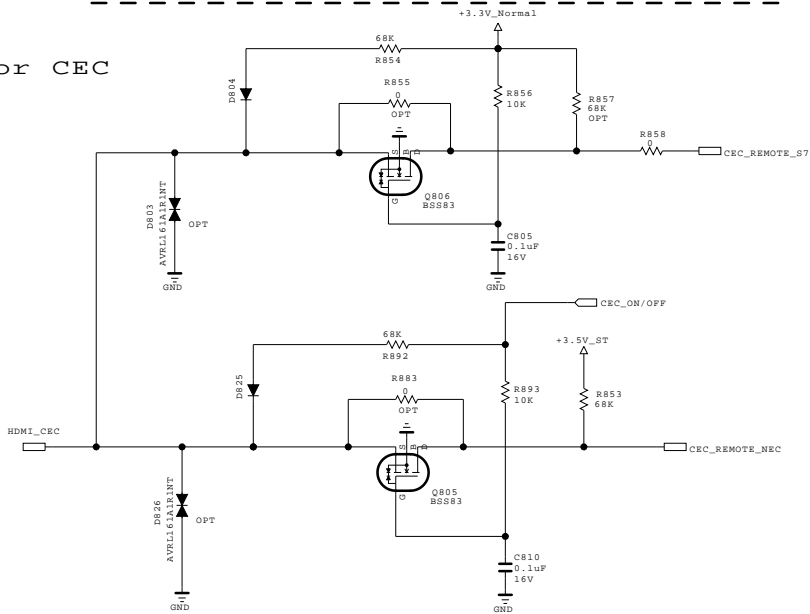 +3.3V_Normal
or CEC
68K
R854
D804
R855
0
OPT
R856
10K
R857
68K
OPT
R858
0
CEC_REMOTE_S7
S
B
D
G
Q806
BSS83
D803
AVRL161A1R1NT
OPT
GND
C805
0.1uF
16V
GND
CEC_ON/OFF
68K
R892
+3.5V_ST
D825
R883
0
OPT
R893
10K
R853
68K
HDMI_CEC
S
B
D
G
CEC_REMOTE_NEC
Q805
BSS83
D826
AVRL161A1R1NT
OPT
GND
C810
0.1uF
16V
GND